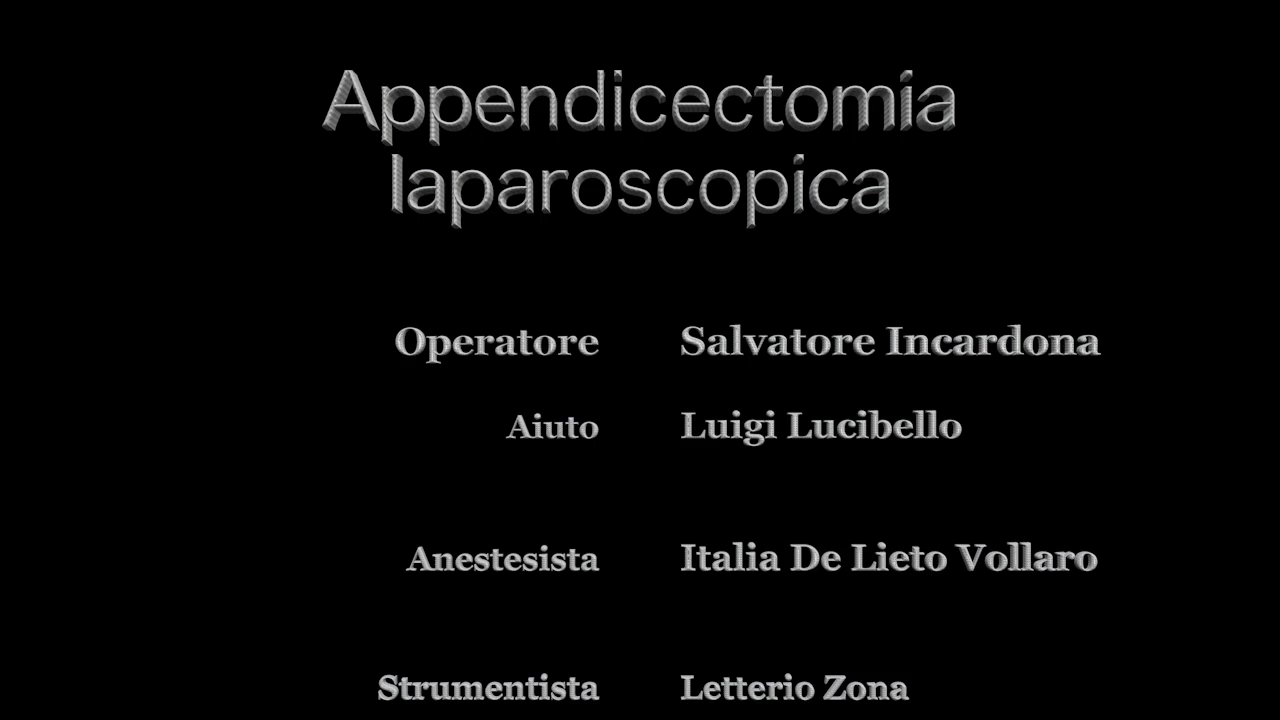 Appendicectomia
laparoscopica
Operatore Salvatore Incardona
Aiuto Luigi Lucibello
Anestesista Italia De Lieto Vollaro
Strumentista Letterio Zona